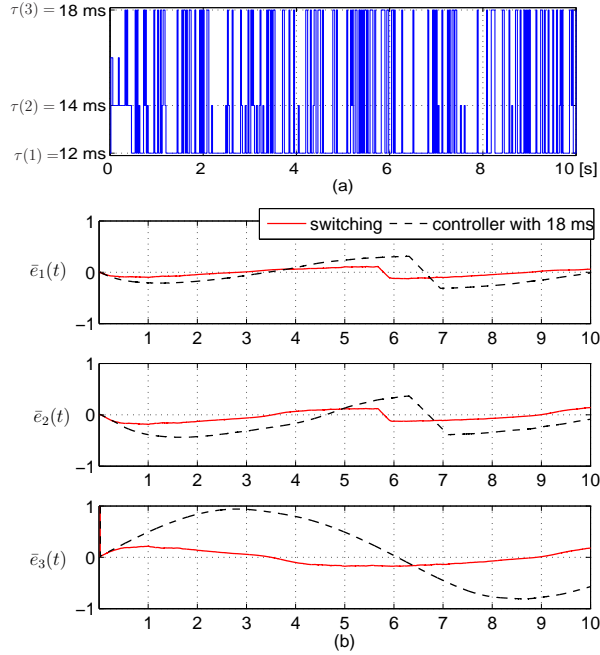 τ(3) = 18 ms
τ(2) = 14 ms
τ(1) = 12 ms
0 2 4 6 8 10 [s]
(a)
switching controller with 18 ms
1
ē₁(t) 0
−1
1 2 3 4 5 6 7 8 9 10
1
ē₂(t) 0
−1
1 2 3 4 5 6 7 8 9 10
1
ē₃(t) 0
−1
1 2 3 4 5 6 7 8 9 10
(b)